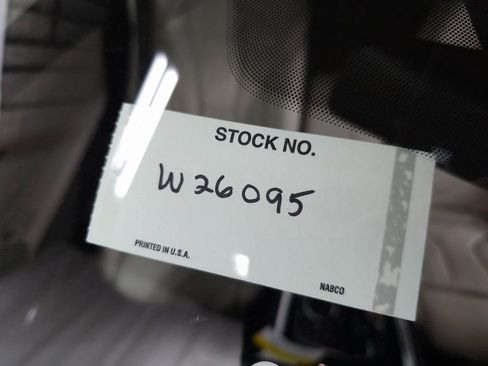 STOCK NO.
W26095
PRINTED IN U.S.A.
NABCO